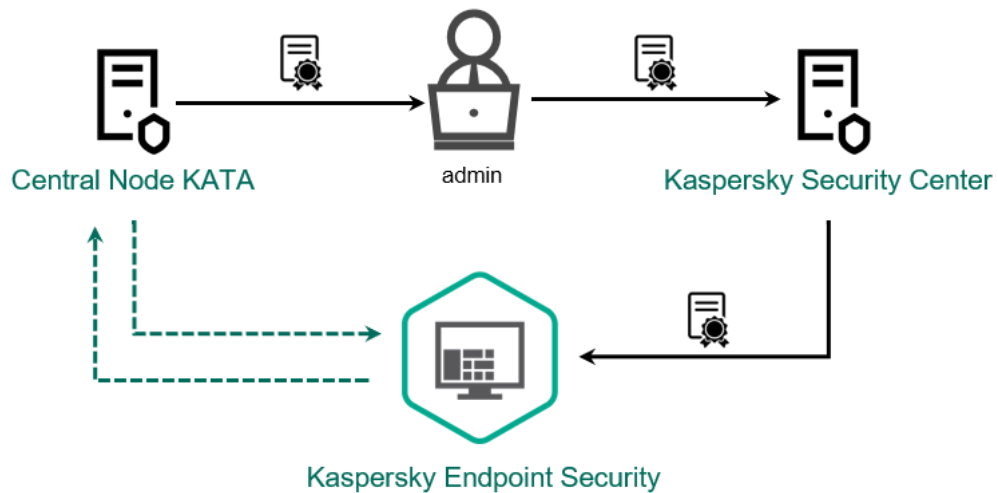 Central Node KATA
admin
Kaspersky Security Center
Kaspersky Endpoint Security